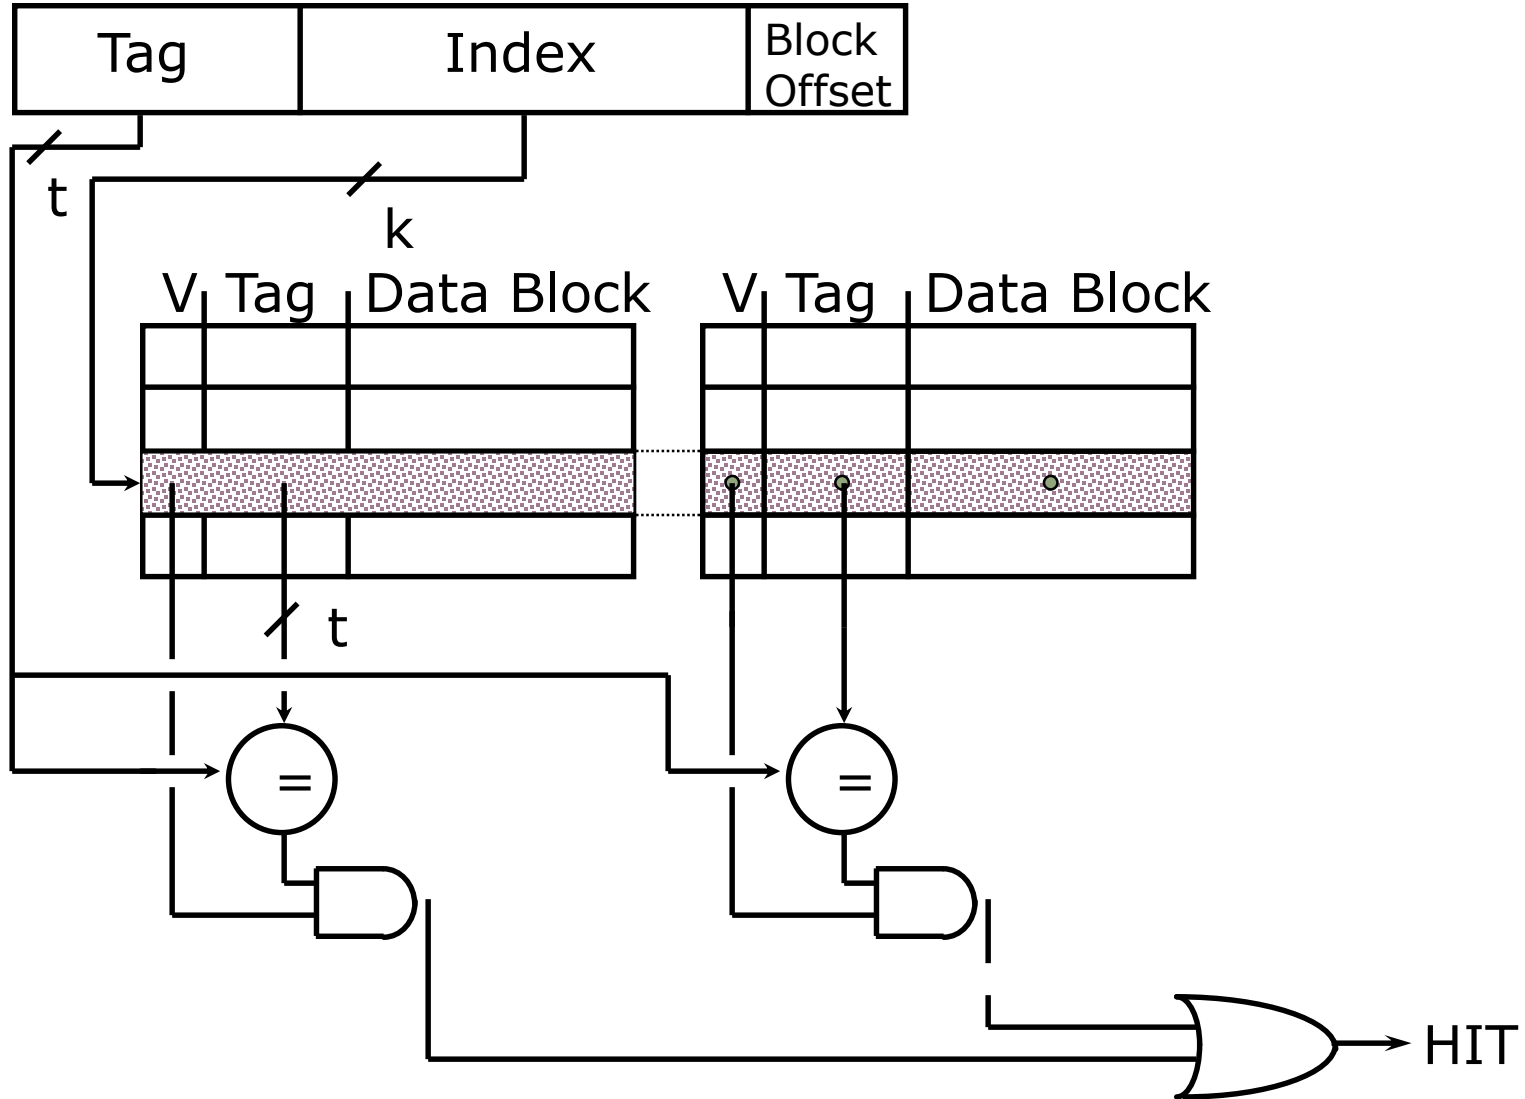 Tag
Index
Block
Offset
t
k
V Tag Data Block
V Tag Data Block
t
=
=
HIT